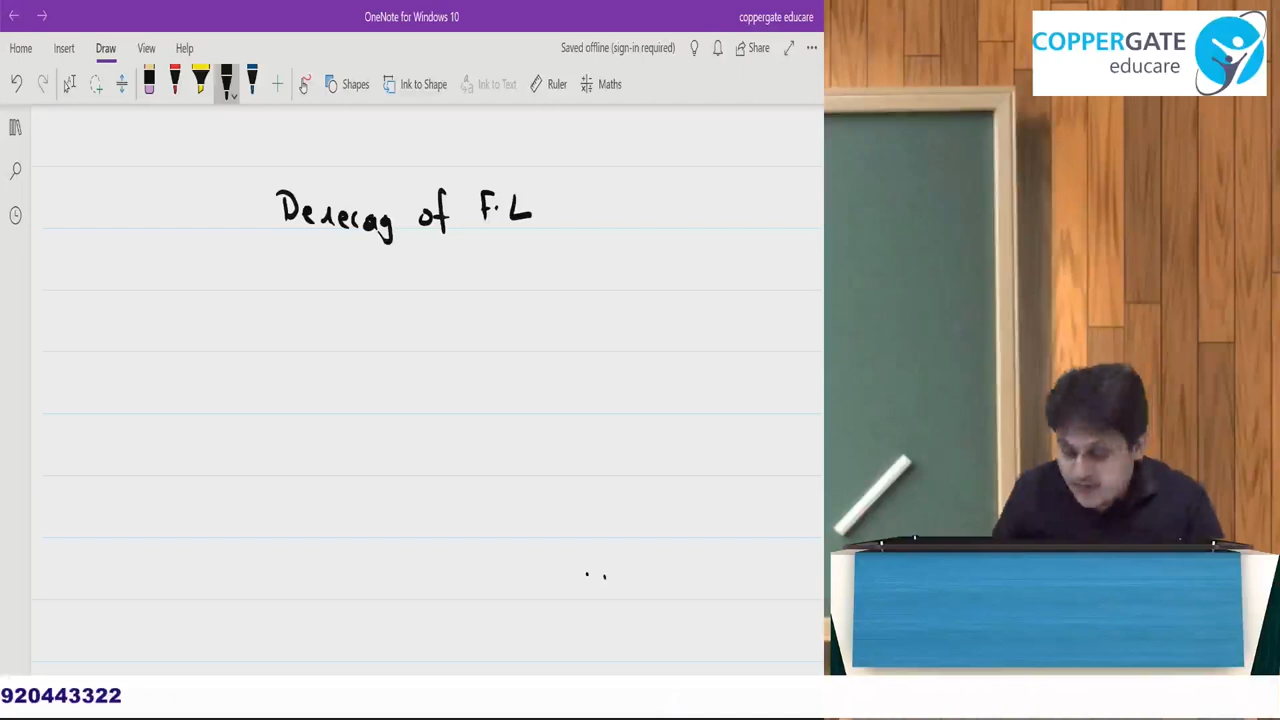 OneNote for Windows 10
coppergate educare
Home Insert Draw View Help
Saved offline (sign-in required)
Share
Shapes
Ink to Shape
Ink to Text
Ruler
Maths
of F.L
COPPERGATE
educare
920443322